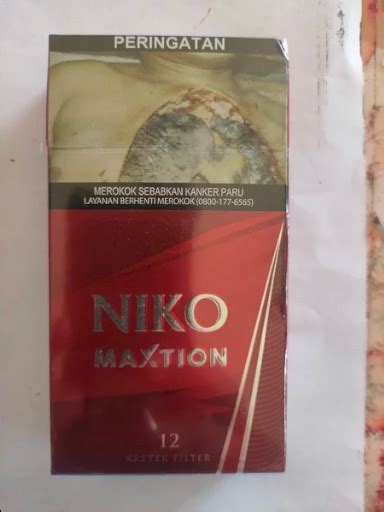 PERINGATAN
MEROKOK SEBABKAN KANKER PARU
LAYANAN BERHENTI MEROKOK (0800-177-6565)
NIKO
MAXTION
12
KRETEK FILTER